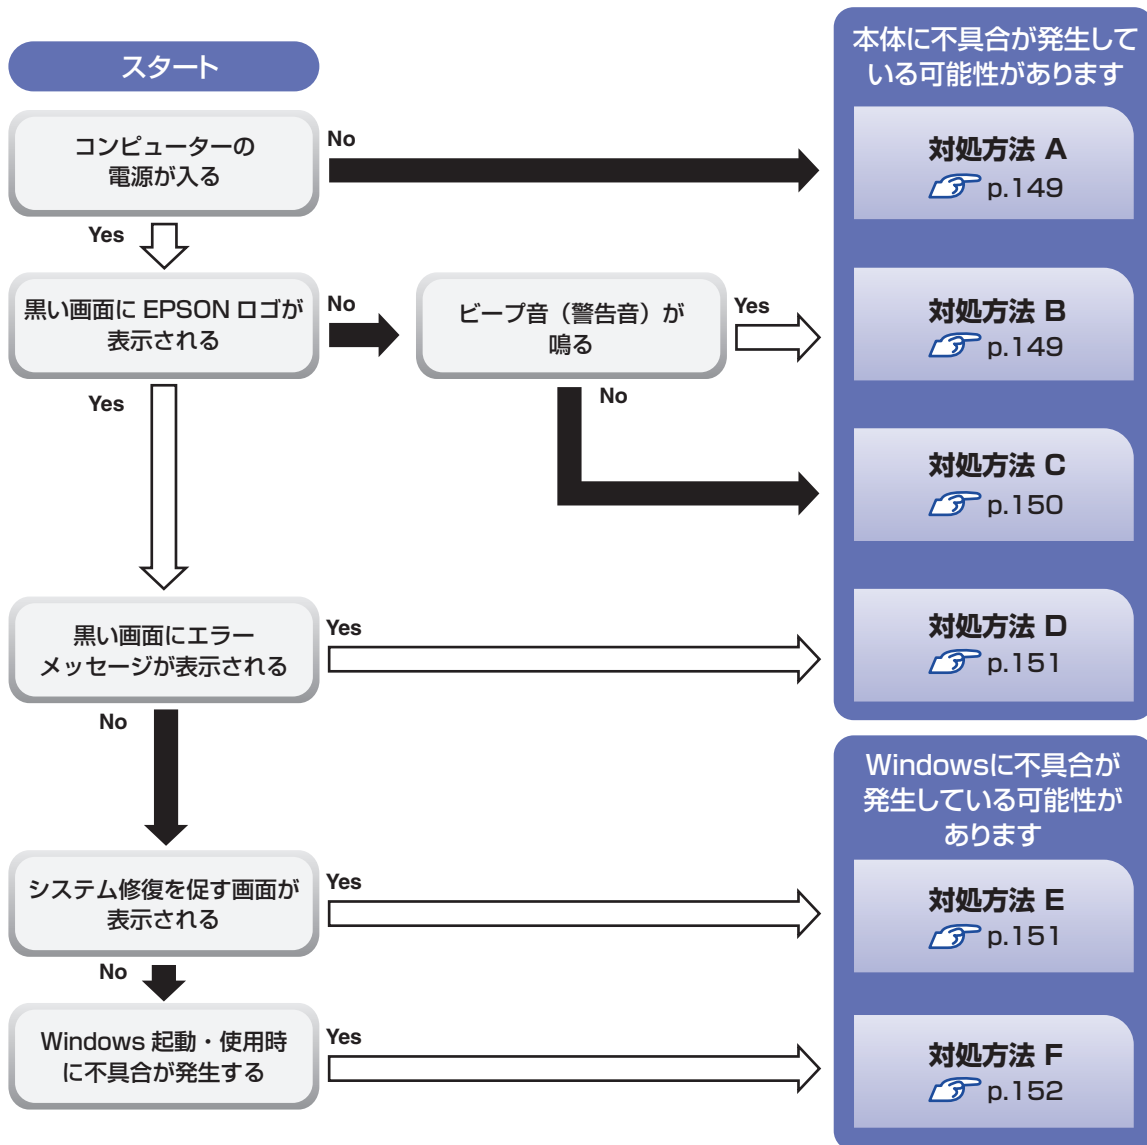 スタート
コンピューターの
電源が入る
No
Yes
黒い画面に EPSON ロゴが
表示される
No
ビープ音（警告音）が
鳴る
Yes
No
Yes
黒い画面にエラー
メッセージが表示される
Yes
No
システム修復を促す画面が
表示される
Yes
No
Windows 起動・使用時
に不具合が発生する
Yes
本体に不具合が発生して
いる可能性があります
対処方法 A
p.149
対処方法 B
p.149
対処方法 C
p.150
対処方法 D
p.151
Windowsに不具合が
発生している可能性が
あります
対処方法 E
p.151
対処方法 F
p.152